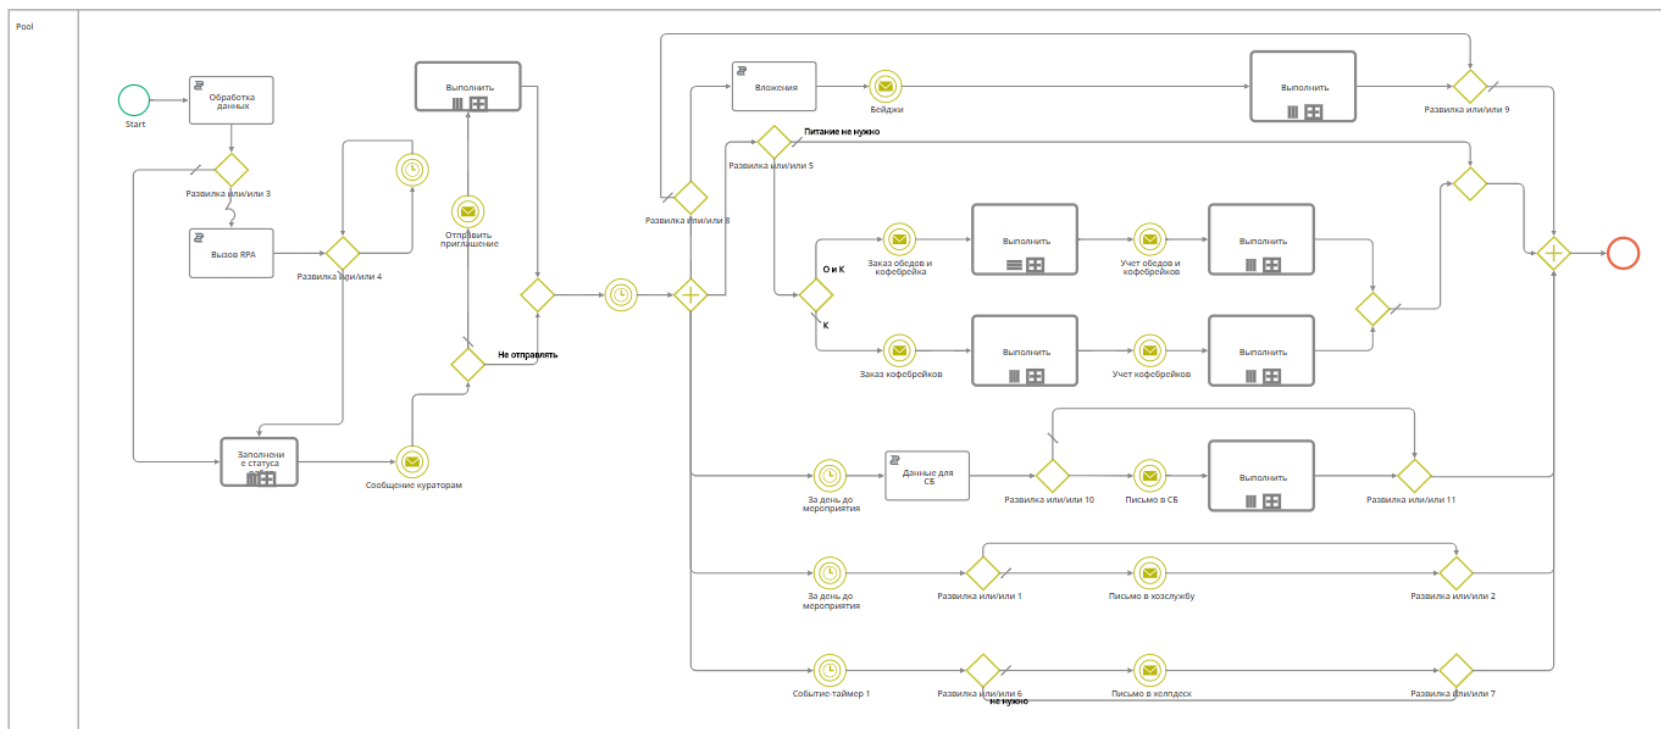 Pool
Start
Обработка
данных
Развилка или/или 3
Вызов RPA
Развилка или/или 4
Заполнени
е статуса
Сообщение кураторам
Выполнить
Отправить
приглашение
Не отправлять
Развилка или/или 8
Вложения
Бейджи
Выполнить
Развилка или/или 9
Питание не нужно
Развилка или/или 5
О и К
К
Заказ обедов и
кофебрейка
Выполнить
Учет обедов и
кофебрейков
Выполнить
Заказ кофебрейков
Выполнить
Учет кофебрейков
Выполнить
За день до
мероприятия
Данные для
СБ
Развилка или/или 10
Письмо в СБ
Выполнить
Развилка или/или 11
За день до
мероприятия
Развилка или/или 1
Письмо в хозслужбу
Развилка или/или 2
Событие-таймер 1
Развилка или/или 6
не нужно
Письмо в хелпдеск
Развилка или/или 7